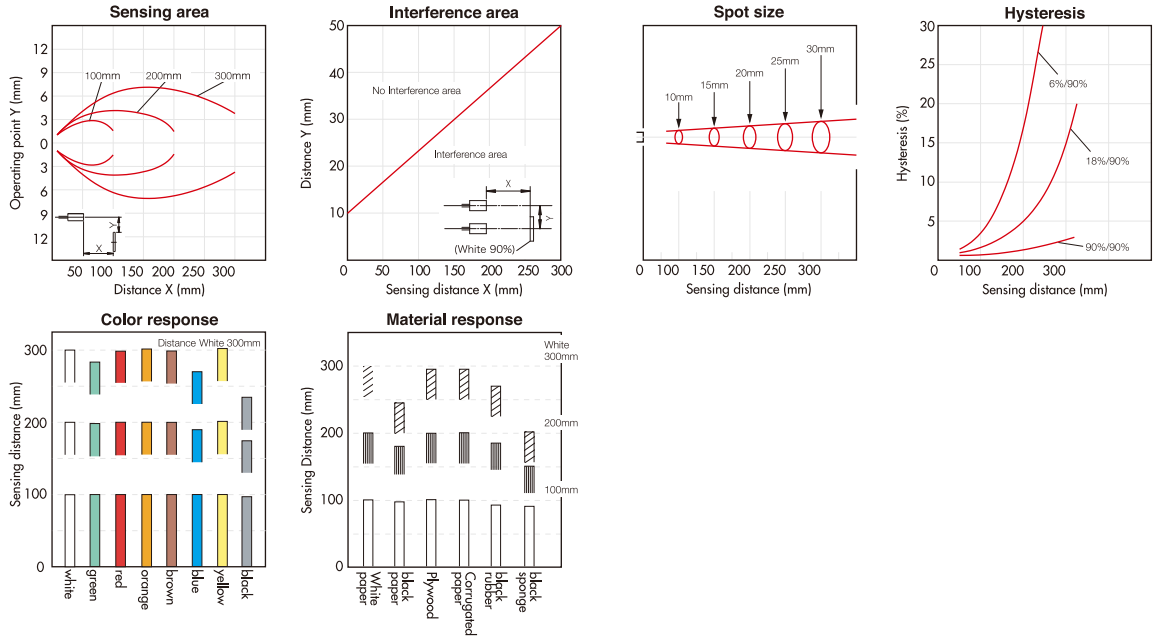 Sensing area
Operating point Y (mm)
12
9
6
3
0
3
6
9
12
100mm
200mm
300mm
X
Y
50
100
150
200
250
300
Distance X (mm)
Interference area
Distance Y (mm)
50
40
30
20
10
0
No Interference area
Interference area
X
Y
(White 90%)
0
50
100
150
200
250
300
Sensing distance X (mm)
Spot size
10mm
15mm
20mm
25mm
30mm
0
100
200
300
Sensing distance (mm)
Hysteresis
Hysteresis (%)
30
25
20
15
10
5
6%/90%
18%/90%
90%/90%
0
100
200
300
Sensing distance (mm)
Color response
Distance White 300mm
Sensing distance (mm)
300
200
100
0
white
green
red
orange
brown
blue
yellow
black
Material response
White
300mm
200mm
100mm
Sensing Distance (mm)
300
200
100
0
White
paper
black
paper
Plywood
Corrugated
paper
black
rubber
black
sponge